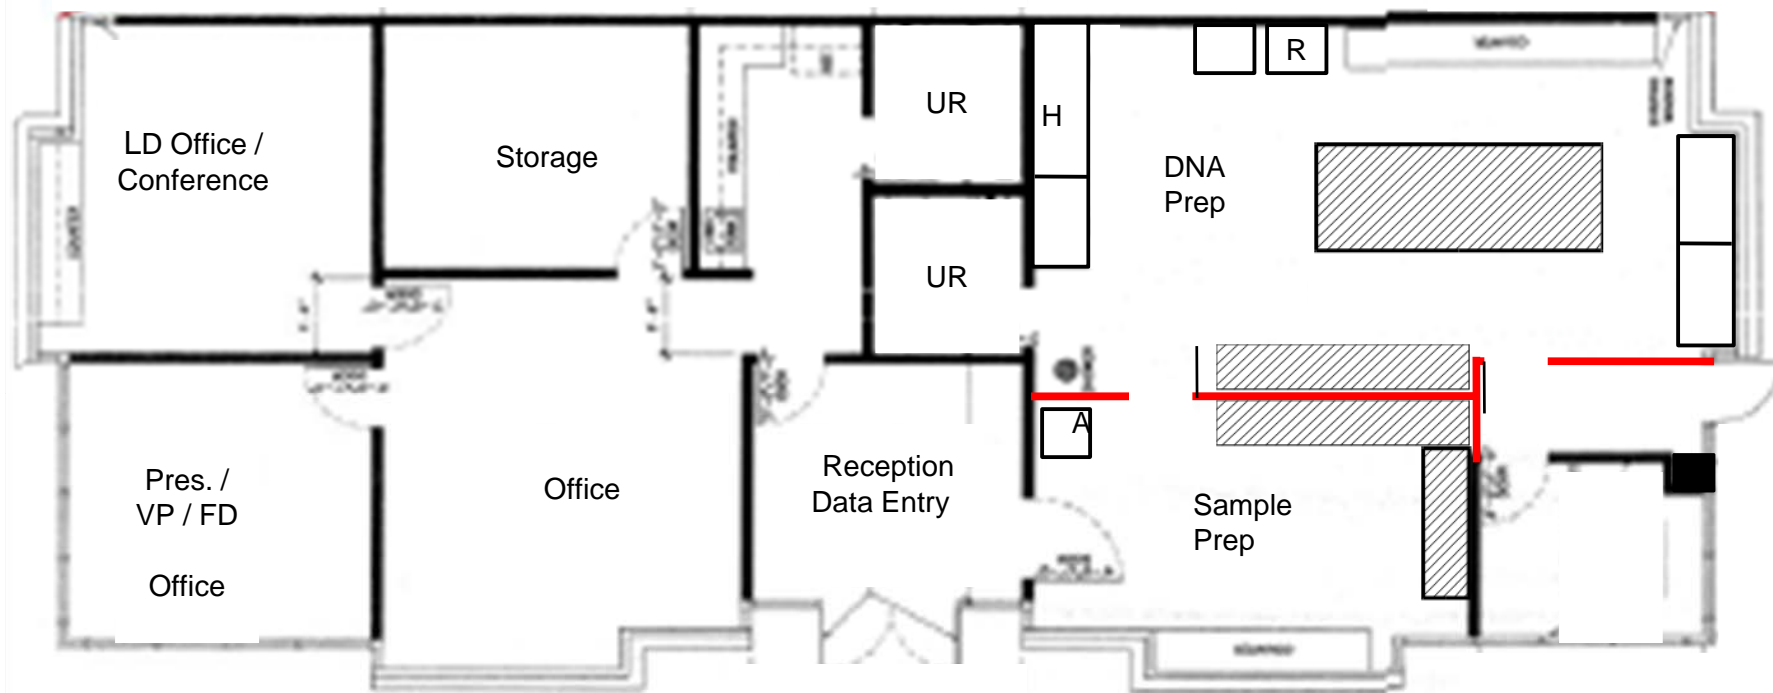 LD Office /
Conference
Storage
UR
UR
H
R
DNA
Prep
A
Pres. /
VP / FD
Office
Office
Reception
Data Entry
Sample
Prep